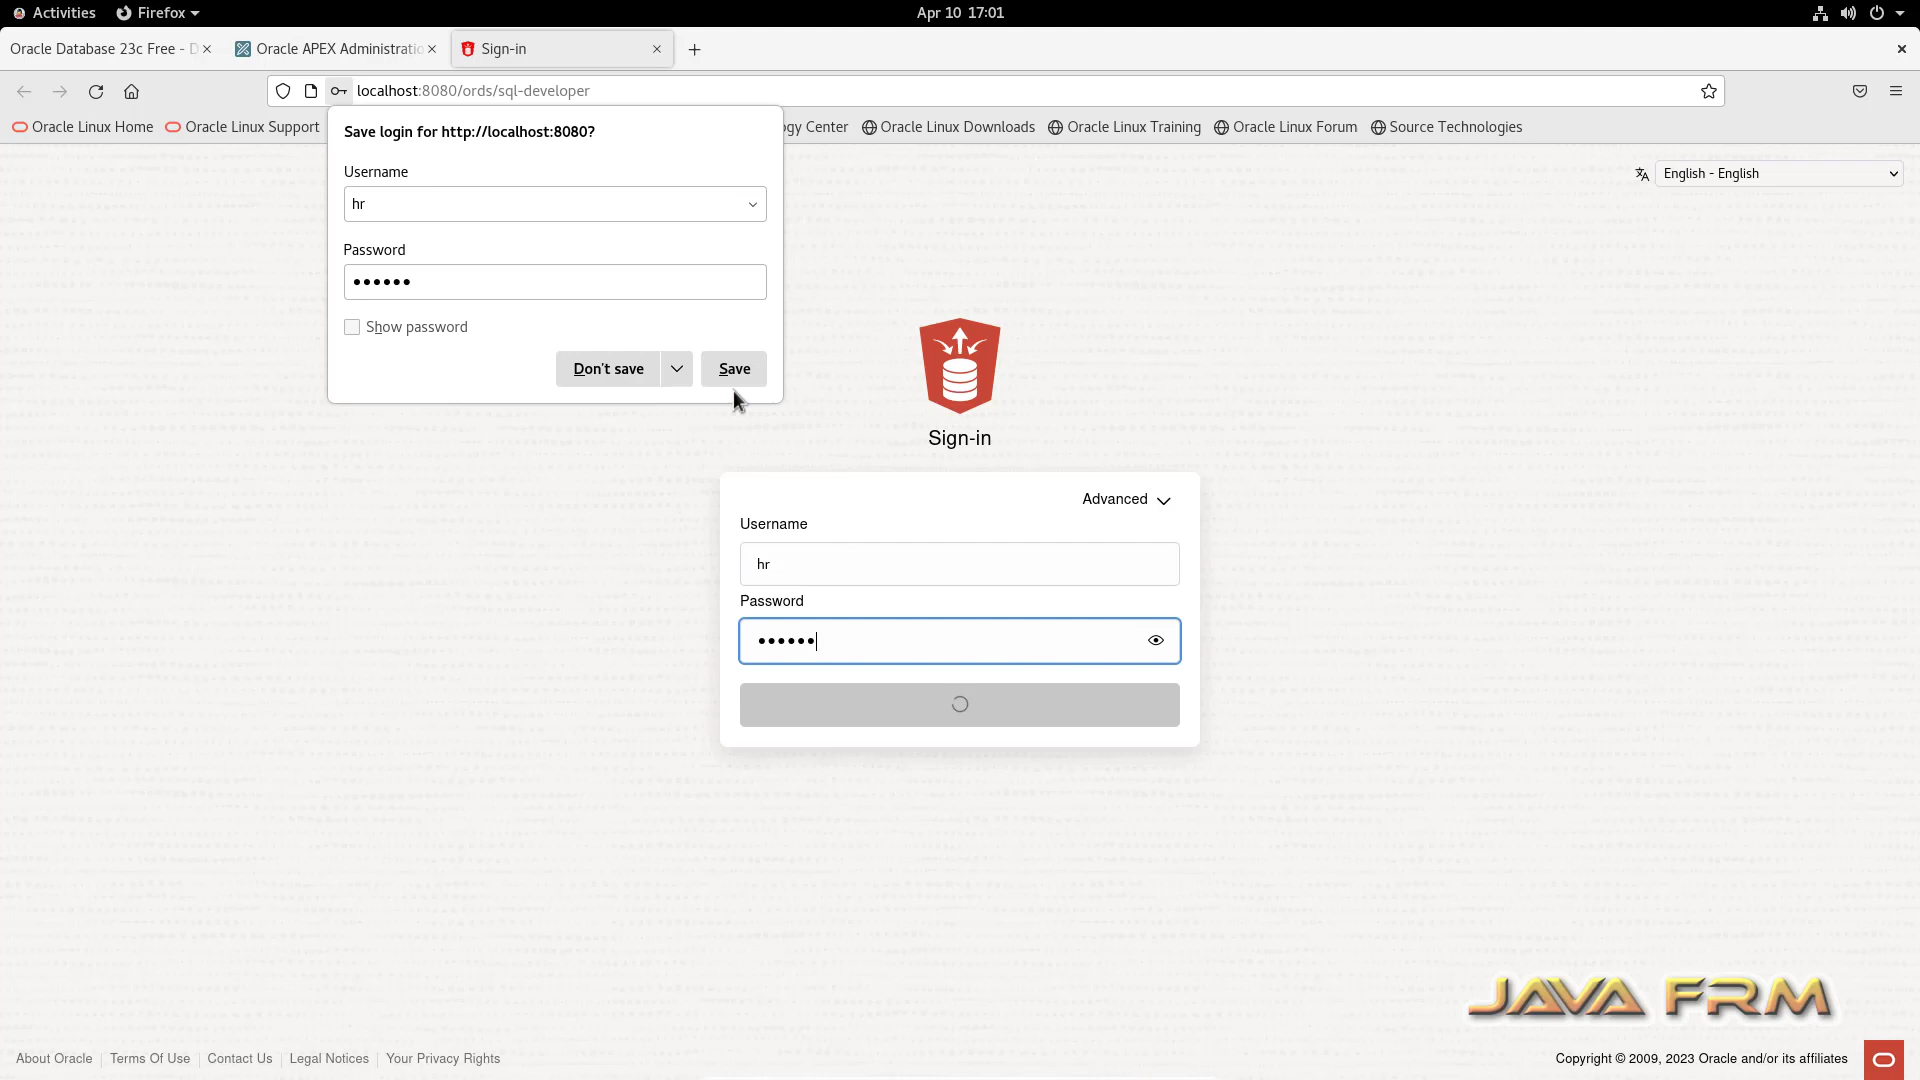 Activities Firefox Apr 10 17:01
Oracle Database 23c Free - D Oracle APEX Administratio Sign-in
localhost:8080/ords/sql-developer
Oracle Linux Home Oracle Linux Support ogy Center Oracle Linux Downloads Oracle Linux Training Oracle Linux Forum Source Technologies
Save login for http://localhost:8080?
Username
hr
Password
Show password
Don't save Save
English - English
Sign-in
Advanced
Username
hr
Password
JAVA FRM
About Oracle Terms Of Use Contact Us Legal Notices Your Privacy Rights
Copyright © 2009, 2023 Oracle and/or its affiliates